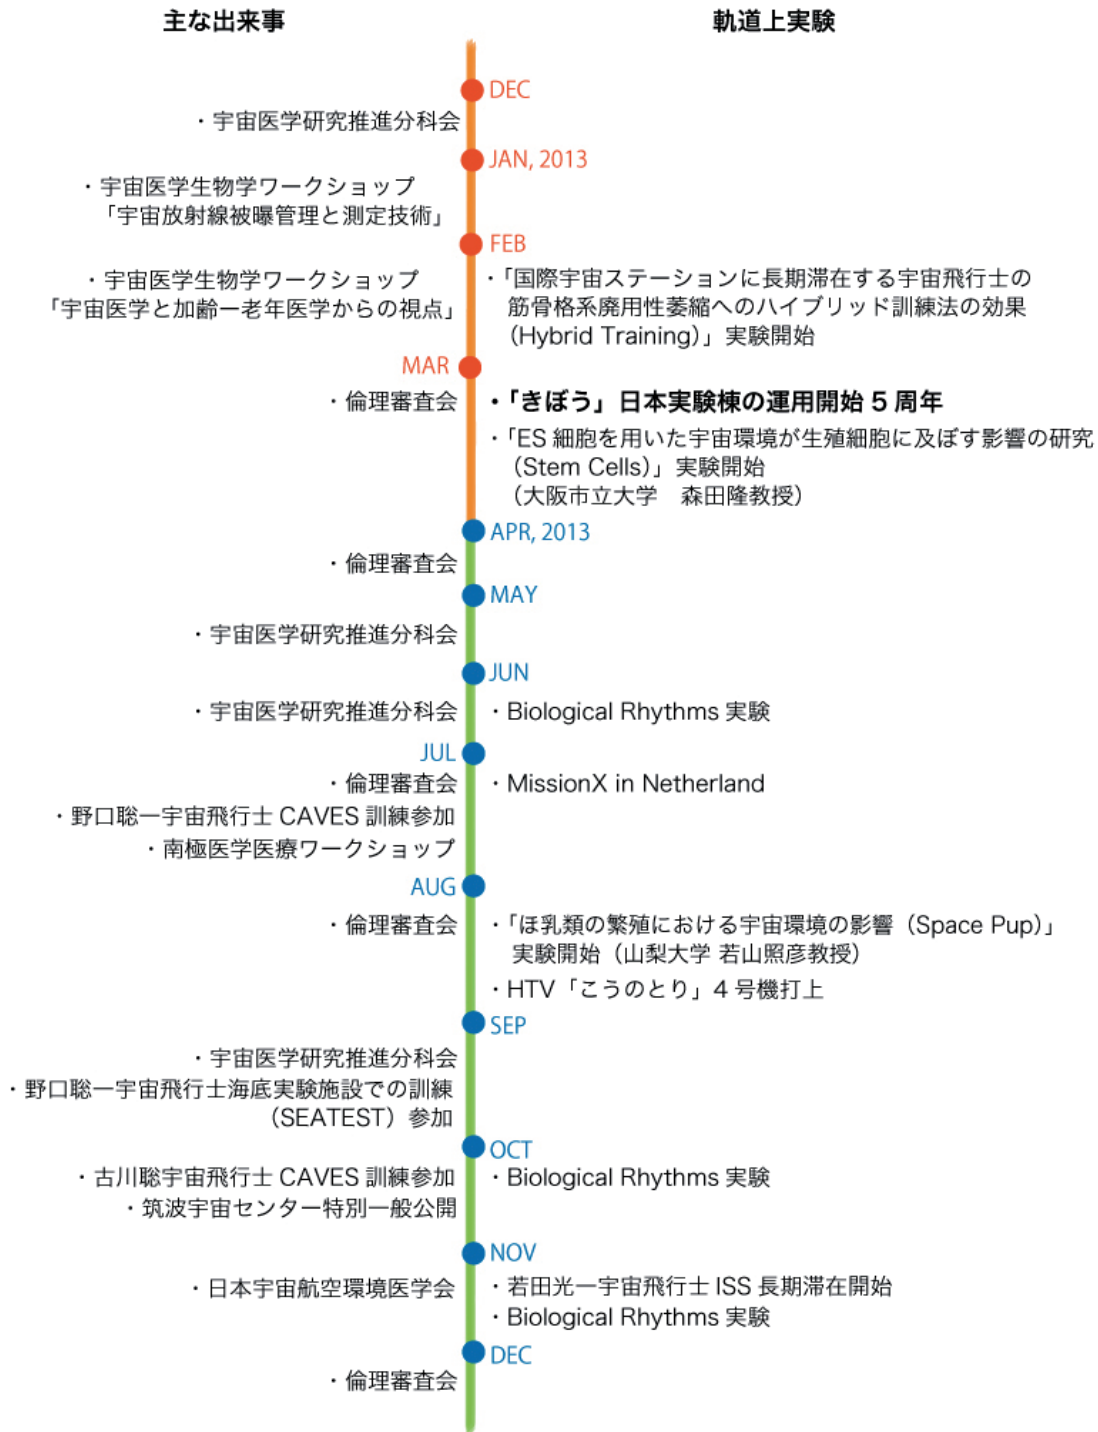 主な出来事
軌道上実験
DEC
・宇宙医学研究推進分科会
JAN, 2013
・宇宙医学生物学ワークショップ
「宇宙放射線被曝管理と測定技術」
FEB
・宇宙医学生物学ワークショップ
「宇宙医学と加齢ー老年医学からの視点」
・「国際宇宙ステーションに長期滞在する宇宙飛行士の
筋骨格系廃用性萎縮へのハイブリッド訓練法の効果
（Hybrid Training）」実験開始
MAR
・倫理審査会
・「きぼう」日本実験棟の運用開始 5 周年
・「ES 細胞を用いた宇宙環境が生殖細胞に及ぼす影響の研究
（Stem Cells）」実験開始
（大阪市立大学　森田隆教授）
APR, 2013
・倫理審査会
MAY
・宇宙医学研究推進分科会
JUN
・宇宙医学研究推進分科会
・Biological Rhythms 実験
JUL
・倫理審査会
・MissionX in Netherland
・野口聡一宇宙飛行士 CAVES 訓練参加
・南極医学医療ワークショップ
AUG
・倫理審査会
・「ほ乳類の繁殖における宇宙環境の影響（Space Pup）」
実験開始（山梨大学 若山照彦教授）
・HTV「こうのとり」4 号機打上
SEP
・宇宙医学研究推進分科会
・野口聡一宇宙飛行士海底実験施設での訓練
（SEATEST）参加
OCT
・古川聡宇宙飛行士 CAVES 訓練参加
・Biological Rhythms 実験
・筑波宇宙センター特別一般公開
NOV
・日本宇宙航空環境医学会
・若田光一宇宙飛行士 ISS 長期滞在開始
・Biological Rhythms 実験
DEC
・倫理審査会